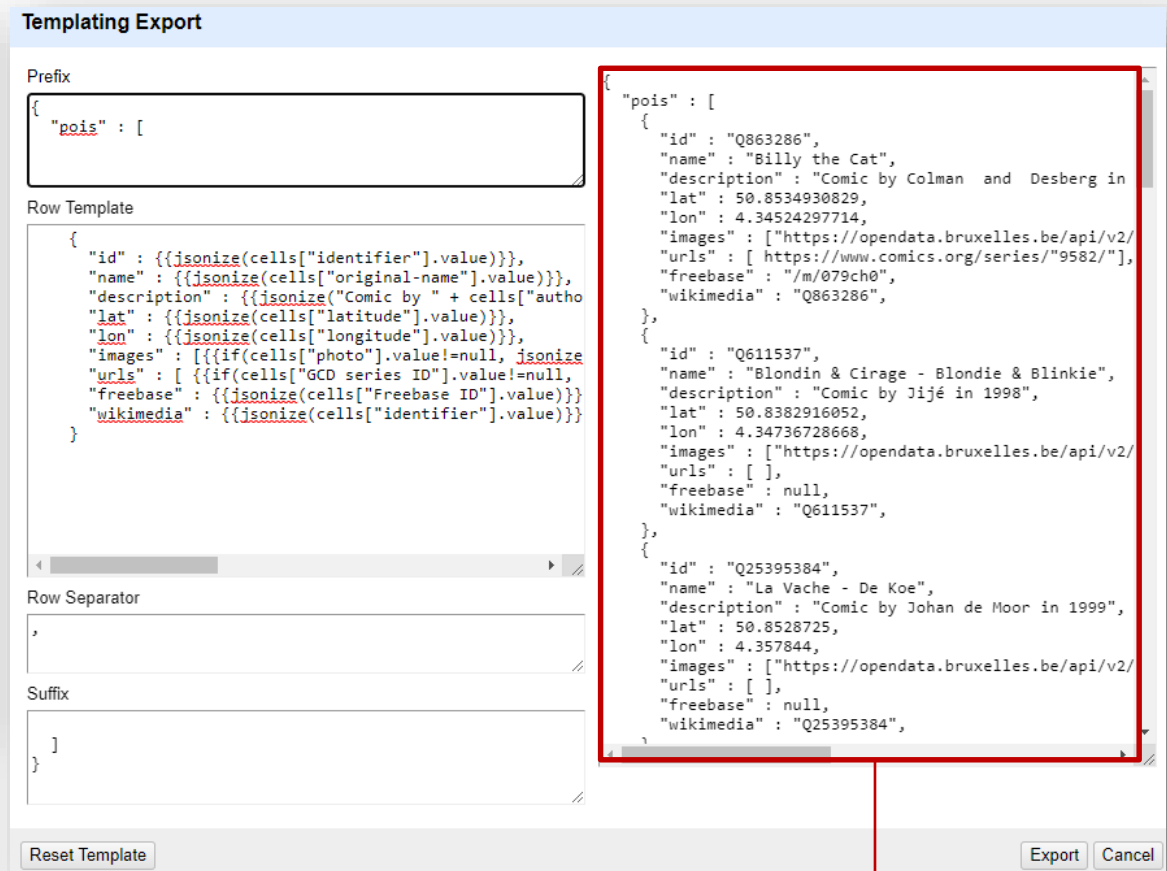 Templating Export
Prefix
{
"pois" : [
Row Template
{
"id" : {{jsonize(cells["identifier"].value)}},
"name" : {{jsonize(cells["original-name"].value)}},
"description" : {{jsonize("Comic by " + cells["autho
"lat" : {{jsonize(cells["latitude"].value)}},
"lon" : {{jsonize(cells["longitude"].value)}},
"images" : [{{if(cells["photo"].value!=null, jsonize
"urls" : [ {{if(cells["GCD series ID"].value!=null,
"freebase" : {{jsonize(cells["Freebase ID"].value)}}
"wikimedia" : {{jsonize(cells["identifier"].value)}}
}
Row Separator
,
Suffix
]
}
{
"pois" : [
{
"id" : "Q863286",
"name" : "Billy the Cat",
"description" : "Comic by Colman  and  Desberg in
"lat" : 50.8534930829,
"lon" : 4.34524297714,
"images" : ["https://opendata.bruxelles.be/api/v2/
"urls" : [ https://www.comics.org/series/"9582/"],
"freebase" : "/m/079ch0",
"wikimedia" : "Q863286",
},
{
"id" : "Q611537",
"name" : "Blondin & Cirage - Blondie & Blinkie",
"description" : "Comic by Jijé in 1998",
"lat" : 50.8382916052,
"lon" : 4.34736728668,
"images" : ["https://opendata.bruxelles.be/api/v2/
"urls" : [ ],
"freebase" : null,
"wikimedia" : "Q611537",
},
{
"id" : "Q25395384",
"name" : "La Vache - De Koe",
"description" : "Comic by Johan de Moor in 1999",
"lat" : 50.8528725,
"lon" : 4.357844,
"images" : ["https://opendata.bruxelles.be/api/v2/
"urls" : [ ],
"freebase" : null,
"wikimedia" : "Q25395384",
Reset Template
Export
Cancel